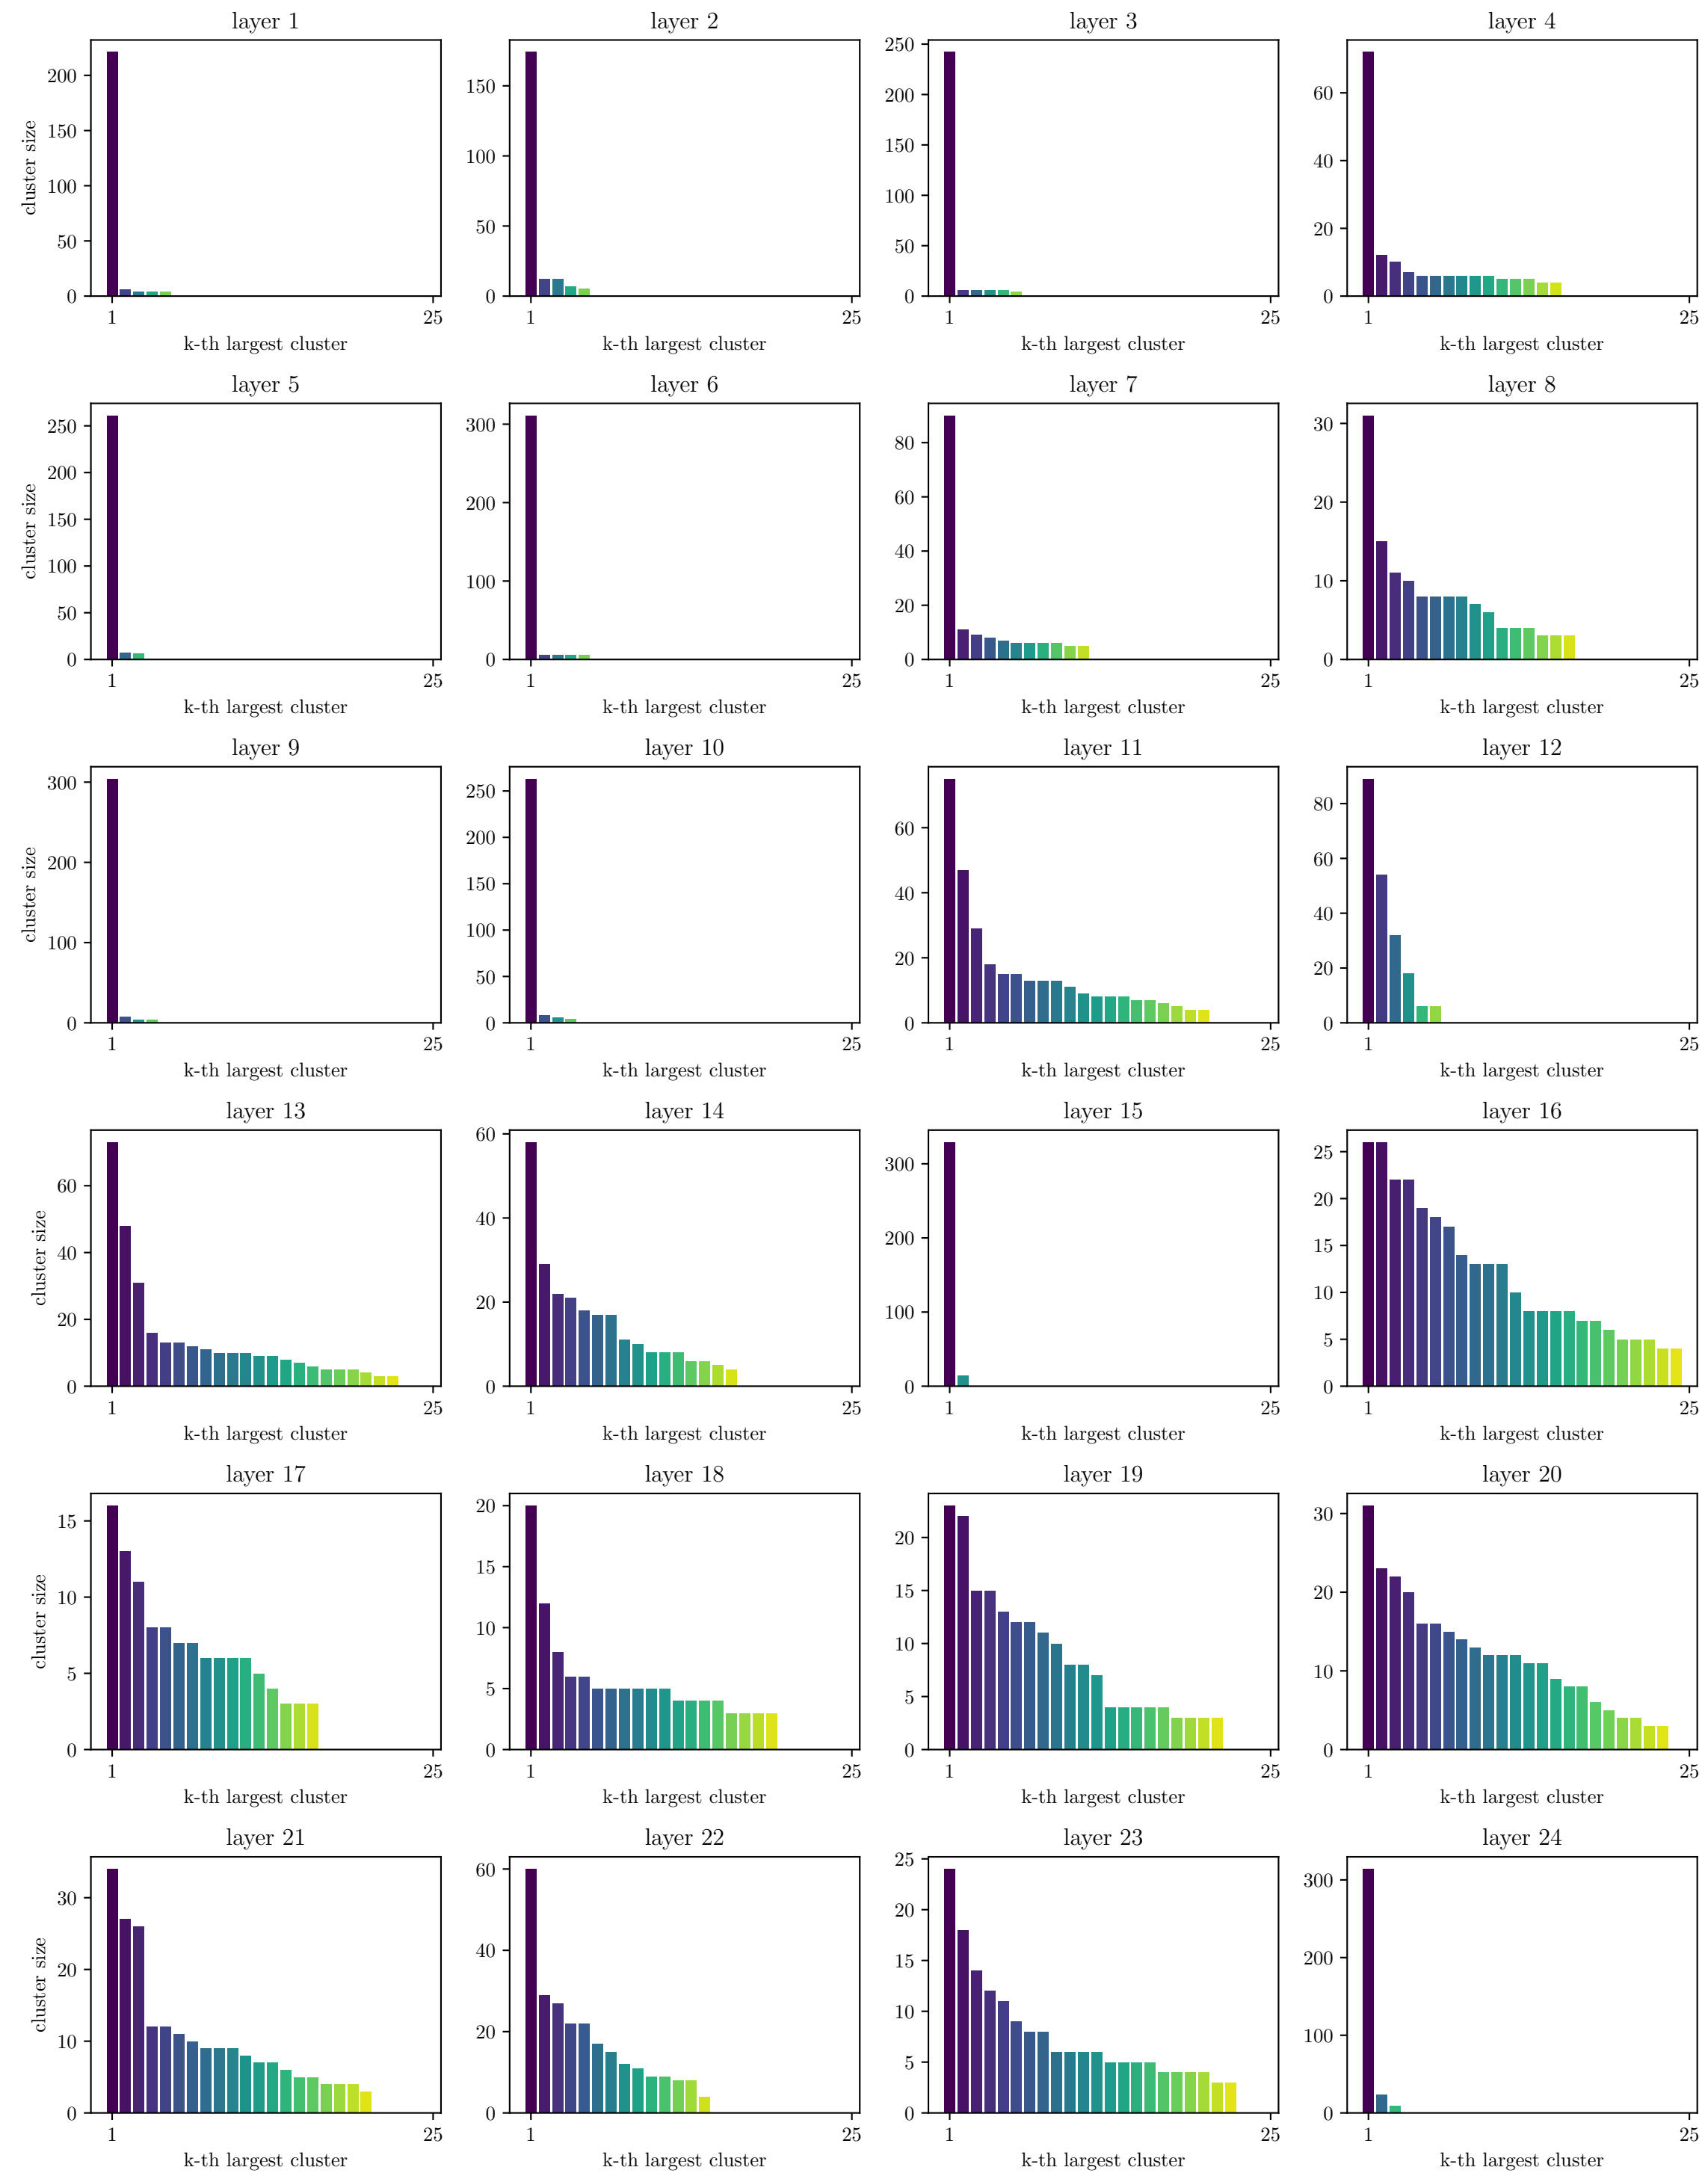 layer 1
layer 2
layer 3
layer 4
cluster size
0
50
100
150
200
1
25
k-th largest cluster
0
50
100
150
1
25
k-th largest cluster
0
50
100
150
200
250
1
25
k-th largest cluster
0
20
40
60
1
25
k-th largest cluster
layer 5
layer 6
layer 7
layer 8
cluster size
0
50
100
150
200
250
1
25
k-th largest cluster
0
100
200
300
1
25
k-th largest cluster
0
20
40
60
80
1
25
k-th largest cluster
0
10
20
30
1
25
k-th largest cluster
layer 9
layer 10
layer 11
layer 12
cluster size
0
100
200
300
1
25
k-th largest cluster
0
50
100
150
200
250
1
25
k-th largest cluster
0
20
40
60
1
25
k-th largest cluster
0
20
40
60
80
1
25
k-th largest cluster
layer 13
layer 14
layer 15
layer 16
cluster size
0
20
40
60
1
25
k-th largest cluster
0
20
40
60
1
25
k-th largest cluster
0
100
200
300
1
25
k-th largest cluster
0
5
10
15
20
25
1
25
k-th largest cluster
layer 17
layer 18
layer 19
layer 20
cluster size
0
5
10
15
1
25
k-th largest cluster
0
5
10
15
20
1
25
k-th largest cluster
0
5
10
15
20
1
25
k-th largest cluster
0
10
20
30
1
25
k-th largest cluster
layer 21
layer 22
layer 23
layer 24
cluster size
0
10
20
30
1
25
k-th largest cluster
0
20
40
60
1
25
k-th largest cluster
0
5
10
15
20
25
1
25
k-th largest cluster
0
100
200
300
1
25
k-th largest cluster